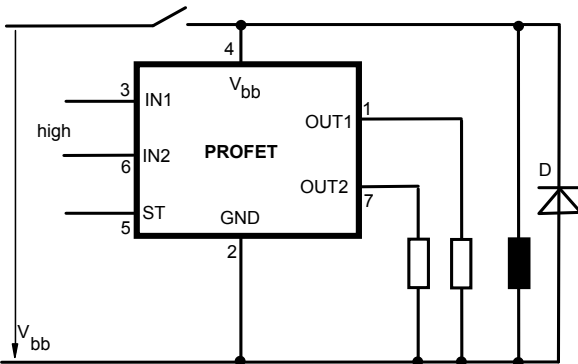 4
3
IN1
V bb
1
OUT1
high
PROFET
D
IN2
6
OUT2
7
ST
GND
5
2
V bb